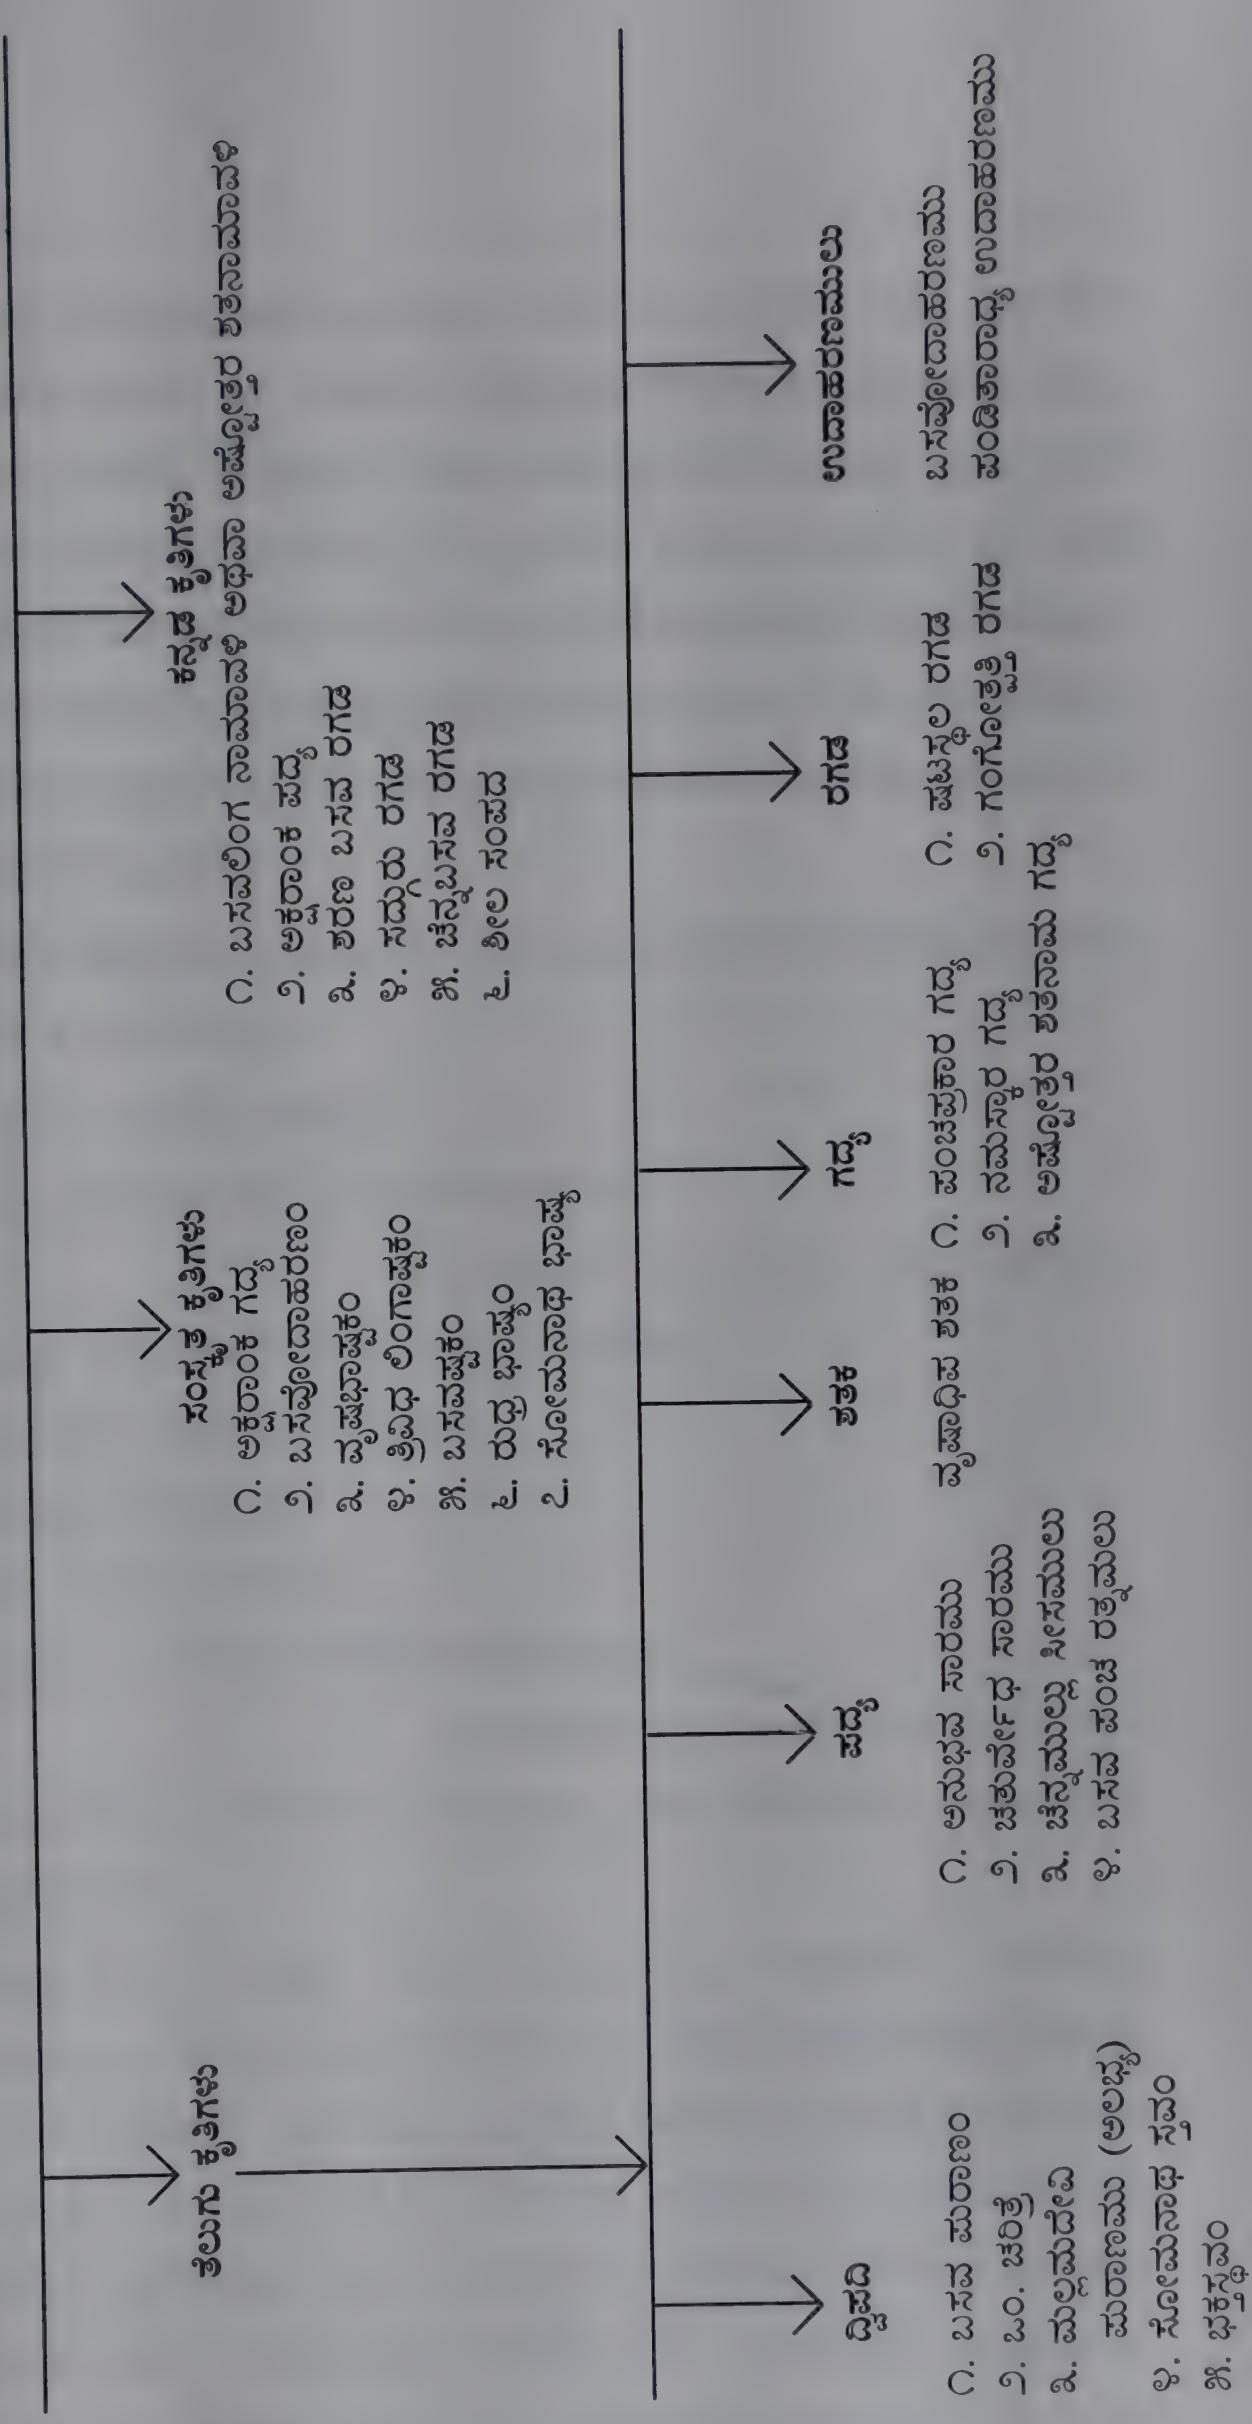 ತೆಲುಗು ಕೃತಿಗಳು
ಸಂಸ್ಕೃತ ಕೃತಿಗಳು
೧. ಅಕ್ಷರಾಂಕ ಗದ್ಯ
೨. ಬಸವೋದಾಹರಣಂ
೩. ವೃಷಭಾಷ್ಟಕಂ
೪. ತ್ರಿವಿಧ ಲಿಂಗಾಷ್ಟಕಂ
೫. ಬಸವಷ್ಟಕಂ
೬. ರುದ್ರ ಭಾಷ್ಯಂ
೭. ಸೋಮನಾಥ ಭಾಷ್ಯ
ಕನ್ನಡ ಕೃತಿಗಳು
೧. ಬಸವಲಿಂಗ ನಾಮಾವಳಿ ಅಥವಾ ಅಷ್ಟೋತ್ತರ ಶತನಾಮಾವಳಿ
೨. ಅಕ್ಷರಾಂಕ ಪದ್ಯ
೩. ಶರಣ ಬಸವ ರಗಡ
೪. ಸದ್ಗುರು ರಗಡ
೫. ಚೆನ್ನಬಸವ ರಗಡ
೬. ಶೀಲ ಸಂಪದ
ದ್ವಿಪದಿ
೧. ಬಸವ ಪುರಾಣಂ
೨. ಪಂ. ಚರಿತ್ರೆ
೩. ಮಲ್ಲಮದೇವಿ
ಪುರಾಣಮು (ಅಲಭ್ಯ)
೪. ಸೋಮನಾಥ ಸ್ತವಂ
೫. ಭಕ್ತಸ್ತವಂ
ಪದ್ಯ
೧. ಅನುಭವ ಸಾರಮು
೨. ಚತುರ್ವೇಧ ಸಾರಮು
೩. ಚೆನ್ನಮುಲ್ಲು ಸೀಸಮುಲು
೪. ಬಸವ ಪಂಚ ರತ್ನಮಲು
ಶತಕ
ವೃಷಾಧಿಪ ಶತಕ
ಗದ್ಯ
೧. ಪಂಚಪ್ರಕಾರ ಗದ್ಯ
೨. ನಮಸ್ಕಾರ ಗದ್ಯ
೩. ಅಷ್ಟೋತ್ತರ ಶತನಾಮ ಗದ್ಯ
ರಗಡ
೧. ಷಟಸ್ಥಲ ರಗಡ
೨. ಗಂಗೋತ್ಪತ್ತಿ ರಗಡ
ಉದಾಹರಣಮುಲು
ಬಸವೋದಾಹರಣಮು
ಪಂಡಿತಾರಾಧ್ಯ ಉದಾಹರಣಮು